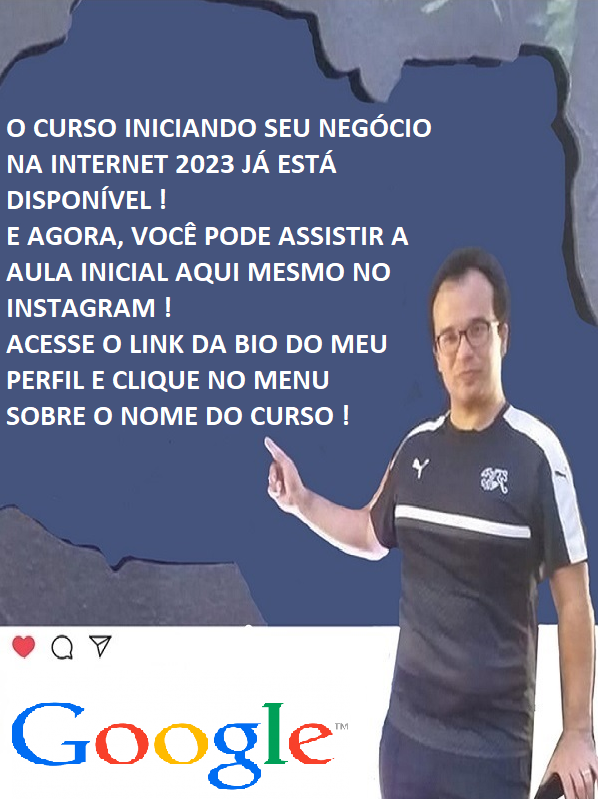 O CURSO INICIANDO SEU NEGÓCIO
NA INTERNET 2023 JÁ ESTÁ
DISPONÍVEL !
E AGORA, VOCÊ PODE ASSISTIR A
AULA INICIAL AQUI MESMO NO
INSTAGRAM !
ACESSE O LINK DA BIO DO MEU
PERFIL E CLIQUE NO MENU
SOBRE O NOME DO CURSO !
Google™